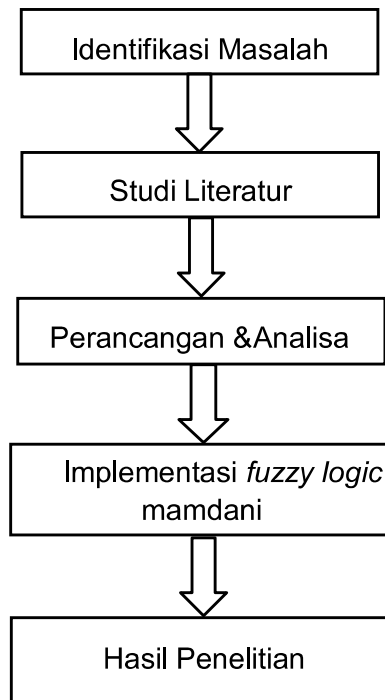 Identifikasi Masalah
Studi Literatur
Perancangan &Analisa
Implementasi fuzzy logic
mamdani
Hasil Penelitian